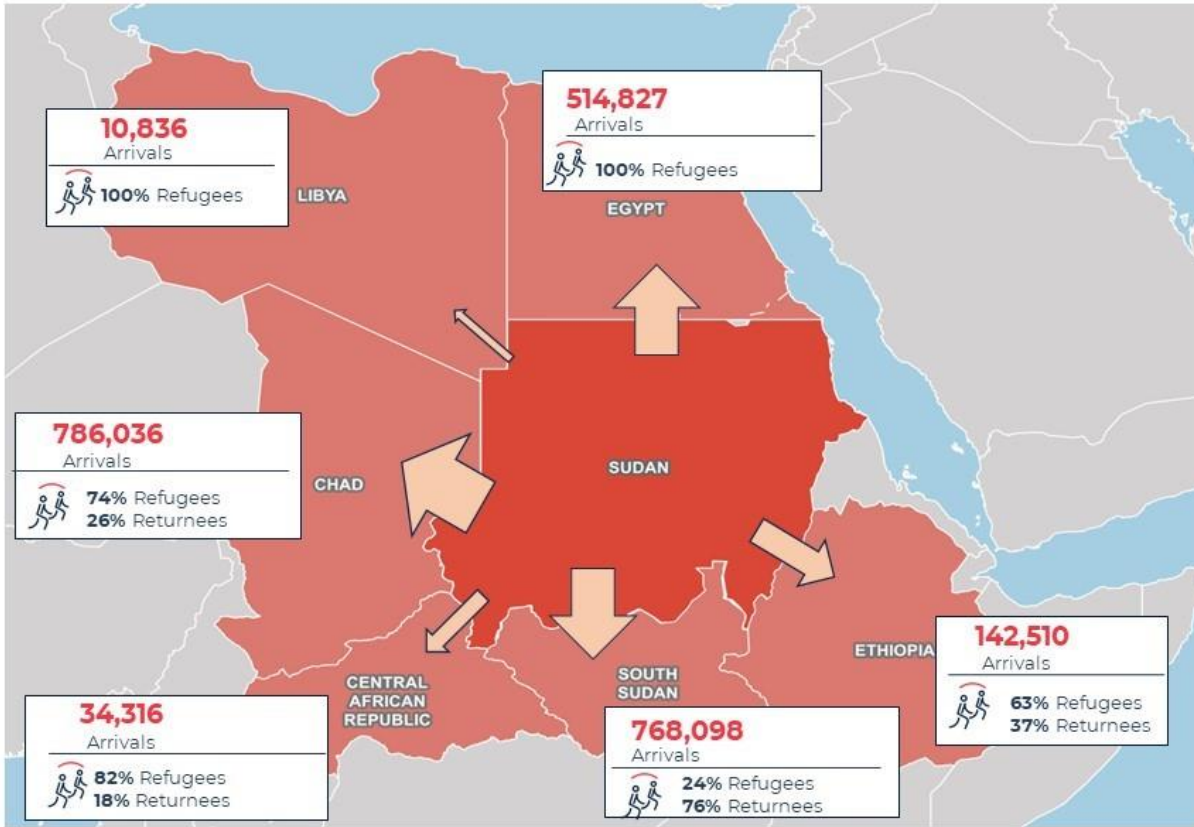 10,836
Arrivals
100% Refugees
LIBYA
514,827
Arrivals
100% Refugees
EGYPT
786,036
Arrivals
74% Refugees
26% Returnees
CHAD
SUDAN
34,316
Arrivals
82% Refugees
18% Returnees
CENTRAL
AFRICAN
REPUBLIC
SOUTH
SUDAN
768,098
Arrivals
24% Refugees
76% Returnees
ETHIOPIA
142,510
Arrivals
63% Refugees
37% Returnees